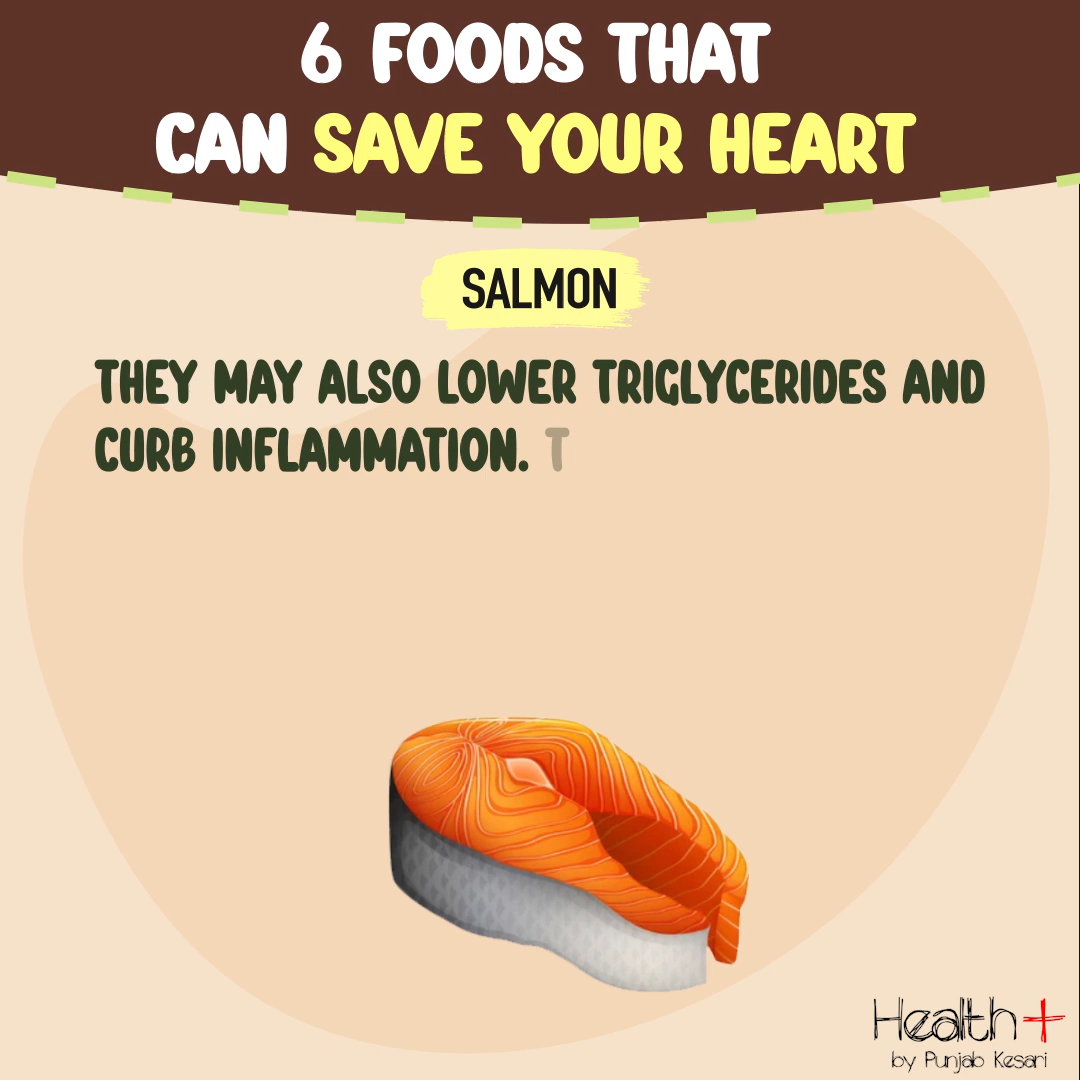 6 FOODS THAT
CAN SAVE YOUR HEART
SALMON
THEY MAY ALSO LOWER TRIGLYCERIDES AND
CURB INFLAMMATION. T
Health+
by Punjab Kesari